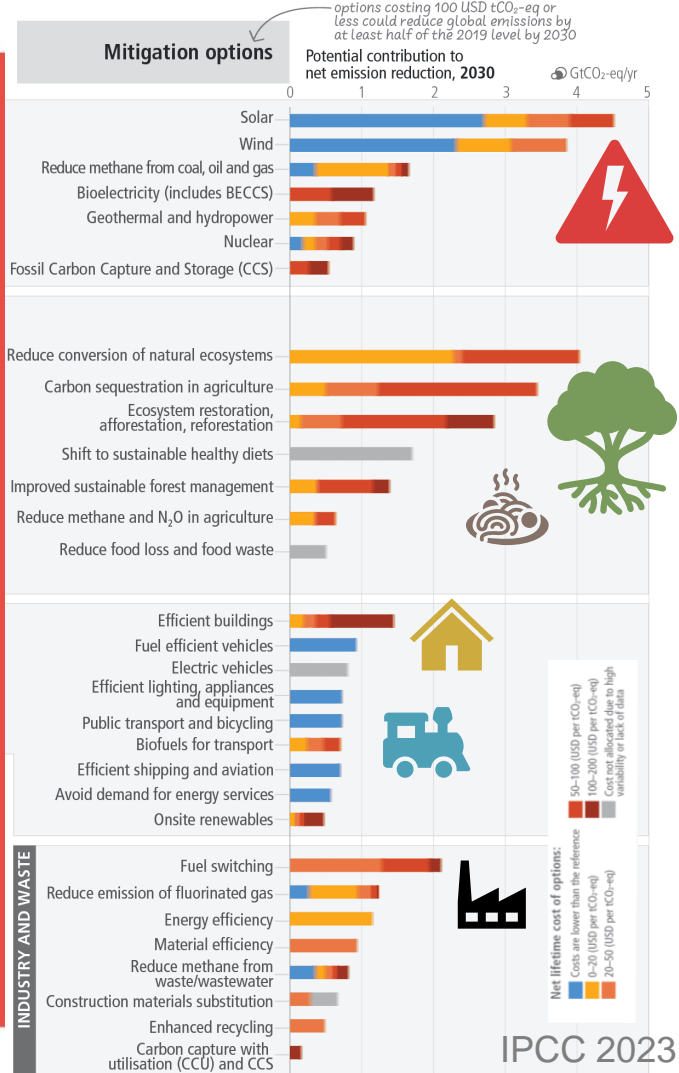 options costing 100 USD tCO₂-eq or
less could reduce global emissions by
at least half of the 2019 level by 2030
Mitigation options
Potential contribution to
net emission reduction, 2030
GtCO₂-eq/yr
0 1 2 3 4 5
Solar
Wind
Reduce methane from coal, oil and gas
Bioelectricity (includes BECCS)
Geothermal and hydropower
Nuclear
Fossil Carbon Capture and Storage (CCS)
Reduce conversion of natural ecosystems
Carbon sequestration in agriculture
Ecosystem restoration,
afforestation, reforestation
Shift to sustainable healthy diets
Improved sustainable forest management
Reduce methane and N₂O in agriculture
Reduce food loss and food waste
Efficient buildings
Fuel efficient vehicles
Electric vehicles
Efficient lighting, appliances
and equipment
Public transport and bicycling
Biofuels for transport
Efficient shipping and aviation
Avoid demand for energy services
Onsite renewables
Net lifetime cost of options:
Costs are lower than the reference
0–20 (USD per tCO₂-eq)
20–50 (USD per tCO₂-eq)
50–100 (USD per tCO₂-eq)
100–200 (USD per tCO₂-eq)
Cost not allocated due to high
variability or lack of data
INDUSTRY AND WASTE
Fuel switching
Reduce emission of fluorinated gas
Energy efficiency
Material efficiency
Reduce methane from
waste/wastewater
Construction materials substitution
Enhanced recycling
Carbon capture with
utilisation (CCU) and CCS
IPCC 2023